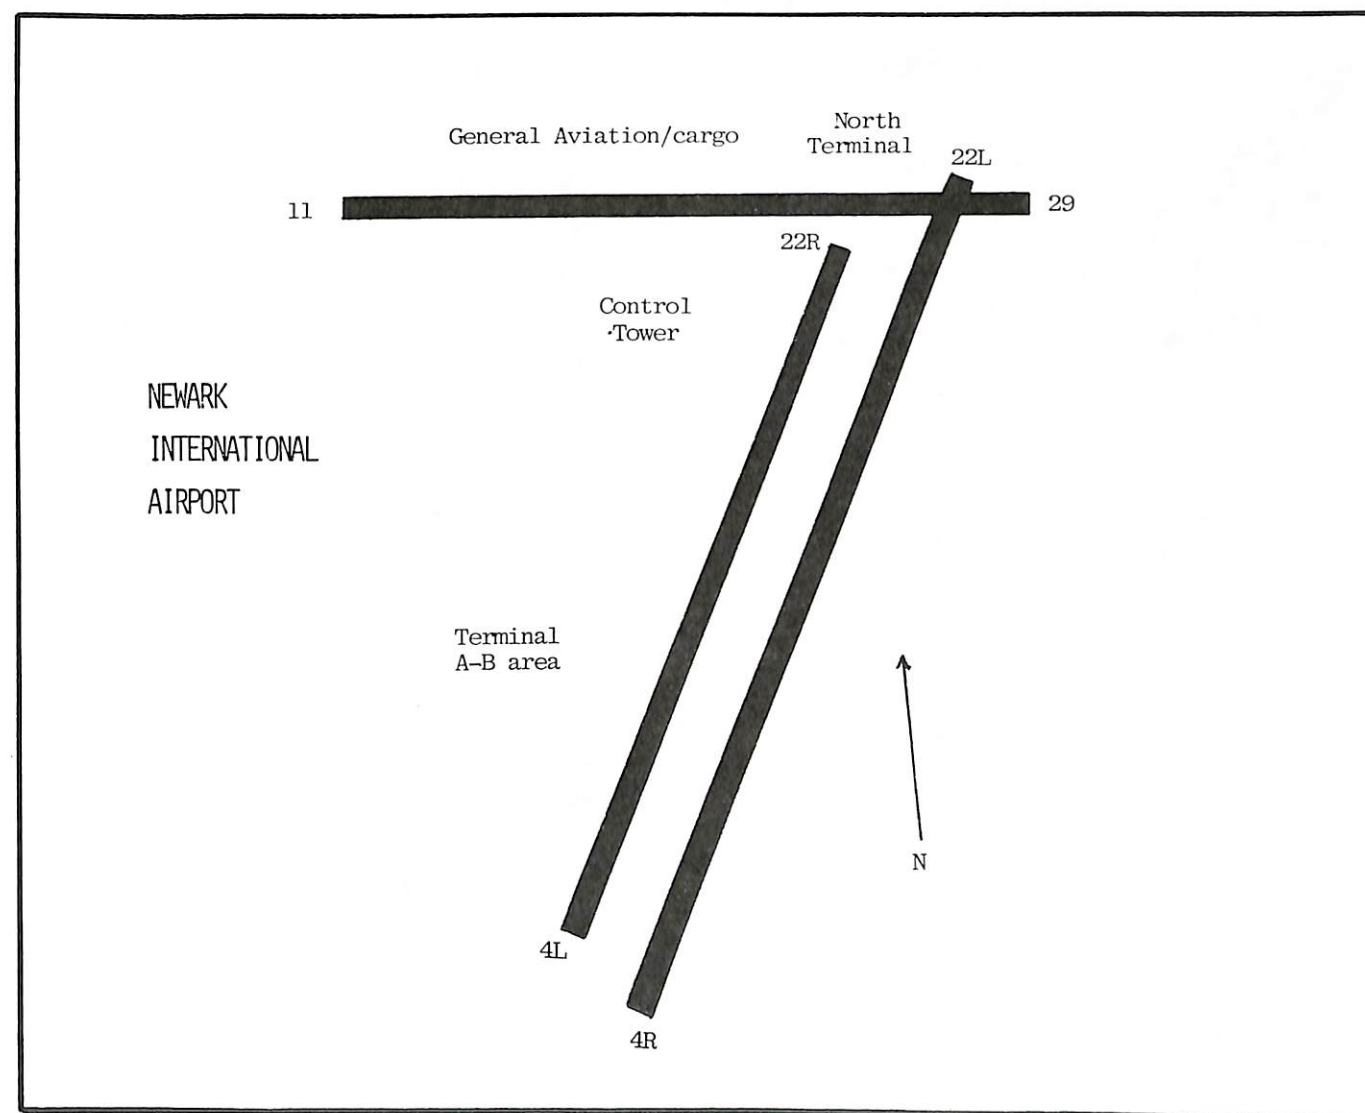 General Aviation/cargo
North
Terminal
22L
11
29
22R
Control
Tower
NEWARK
INTERNATIONAL
AIRPORT
Terminal
A-B area
N
4L
4R